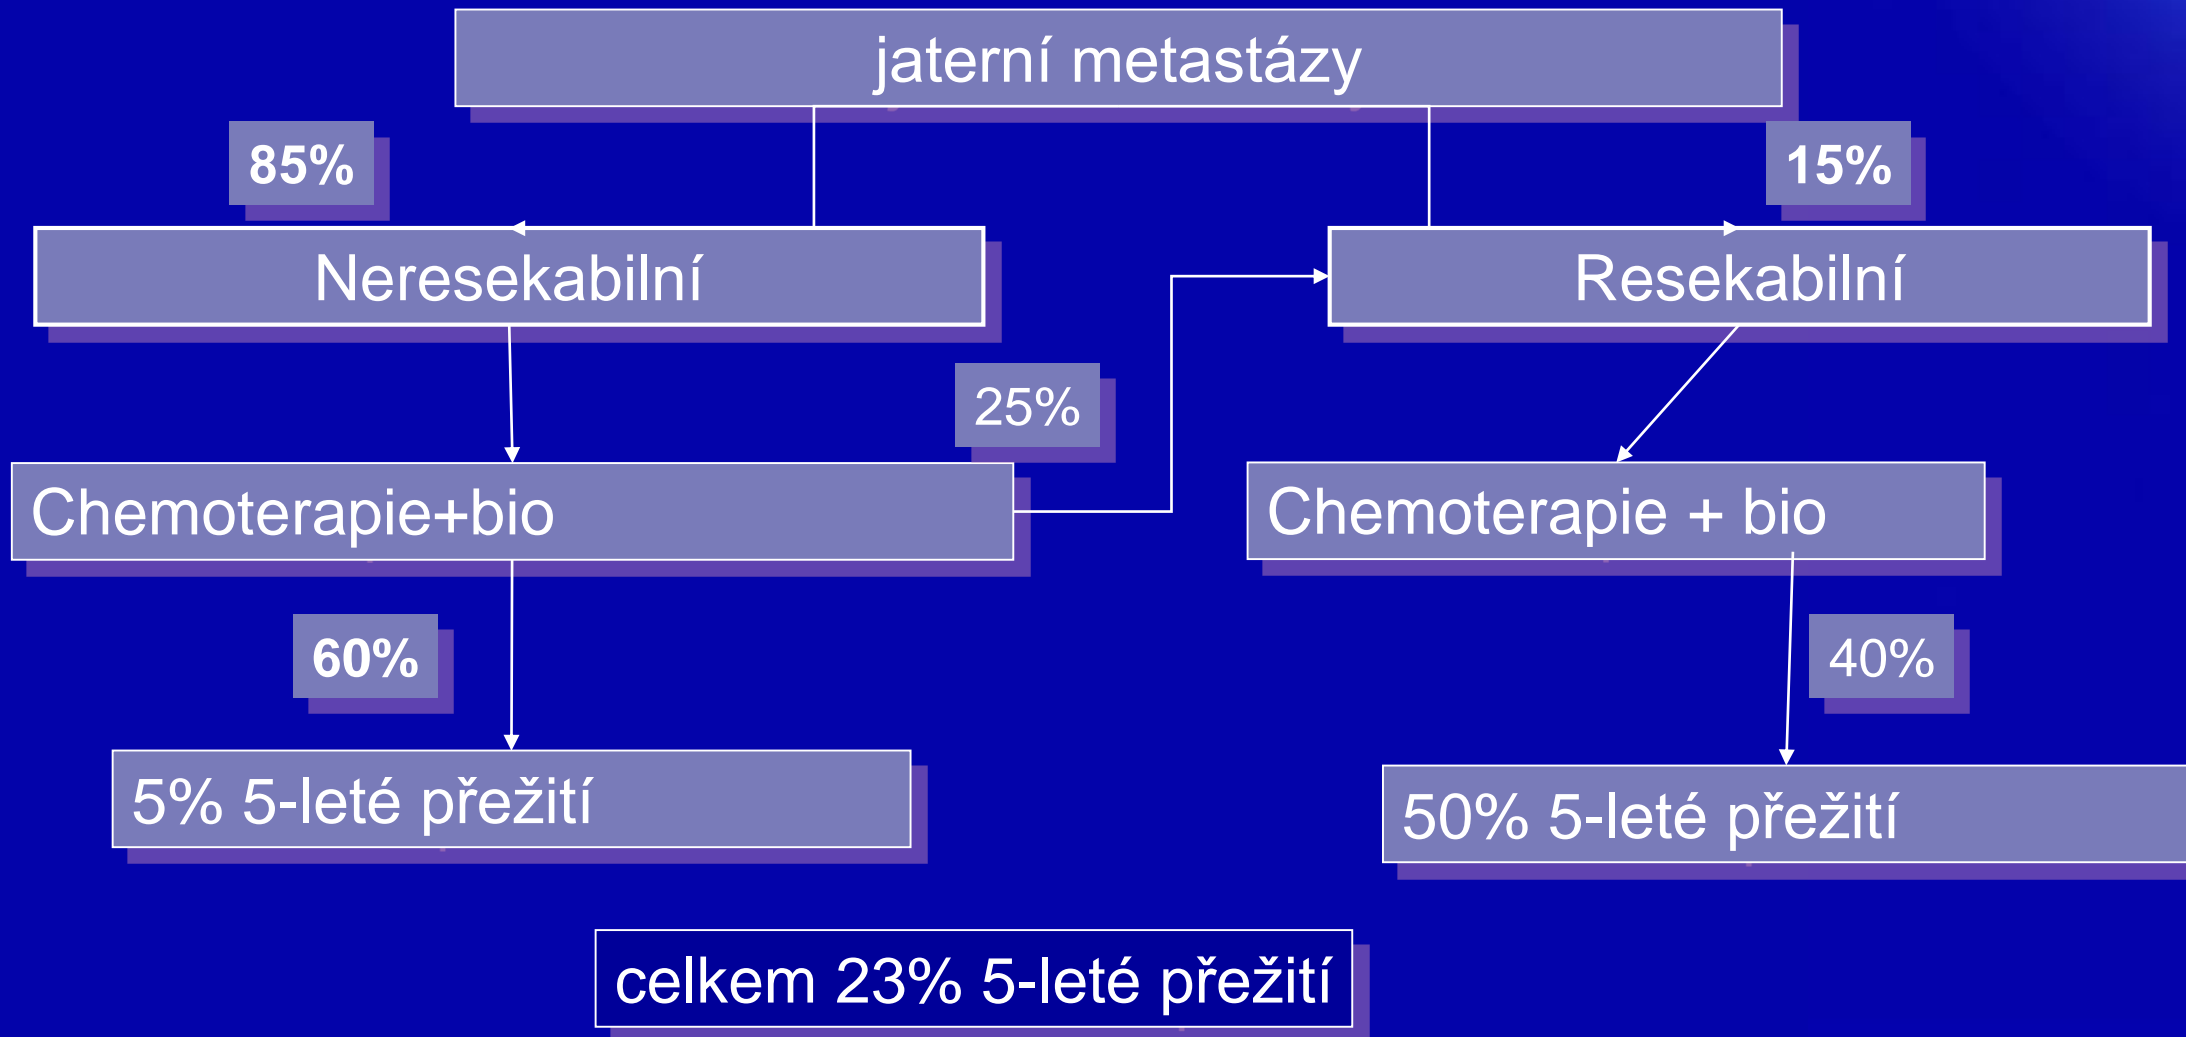 jaterní metastázy
85%
15%
Neresekabilní
Resekabilní
25%
Chemoterapie+bio
Chemoterapie + bio
60%
40%
5% 5-leté přežití
50% 5-leté přežití
celkem 23% 5-leté přežití